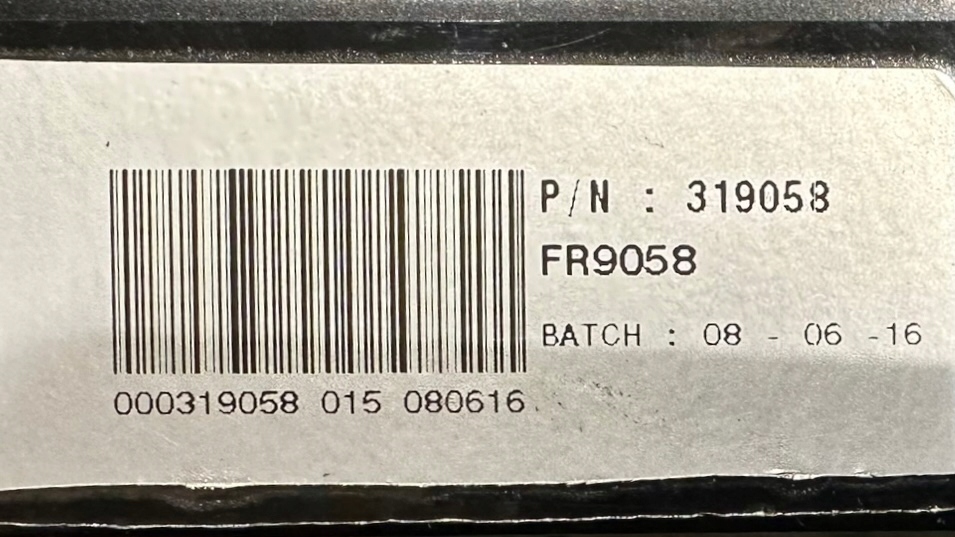 P/N : 319058
FR9058
BATCH : 08 - 06 -16
000319058 015 080616